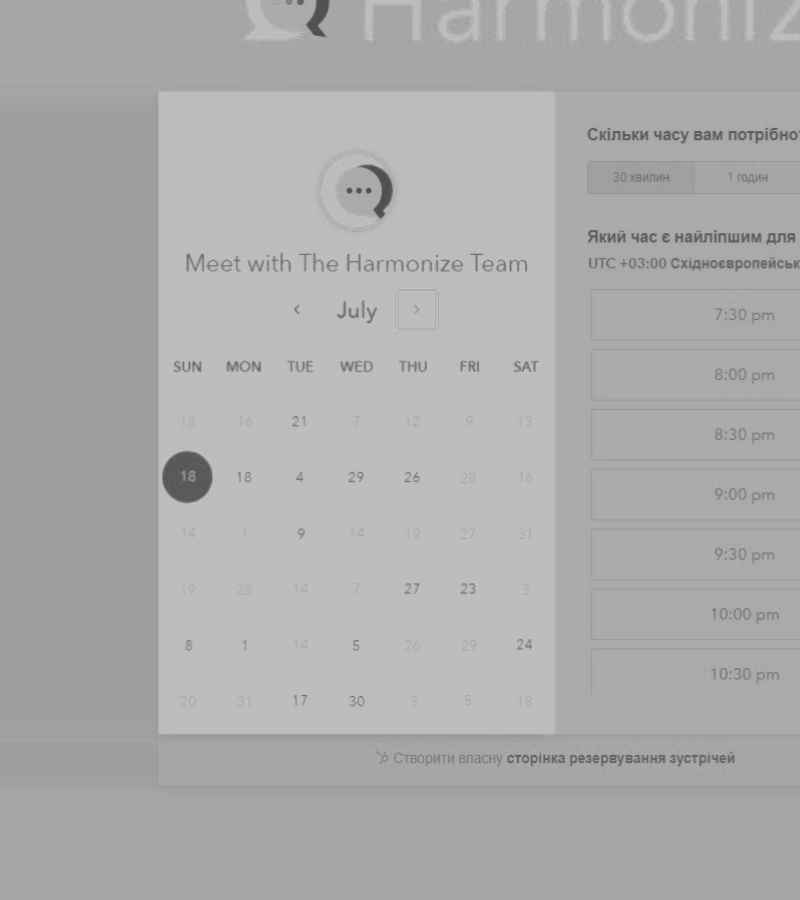 Harmoniz
Meet with The Harmonize Team
July
SUN MON TUE WED THU FRI SAT
18 16 21 7 12 9 13
18 18 4 29 26 28 16
14 1 9 14 19 27 31
19 28 14 7 27 23 3
8 1 14 5 26 29 24
20 31 17 30 3 5 18
Скільки часу вам потрібно
30 хвилин 1 годин
Який час є найліпшим для
UTC +03:00 Східноєвропейськ
7:30 pm
8:00 pm
8:30 pm
9:00 pm
9:30 pm
10:00 pm
10:30 pm
Створити власну сторінка резервування зустрічей